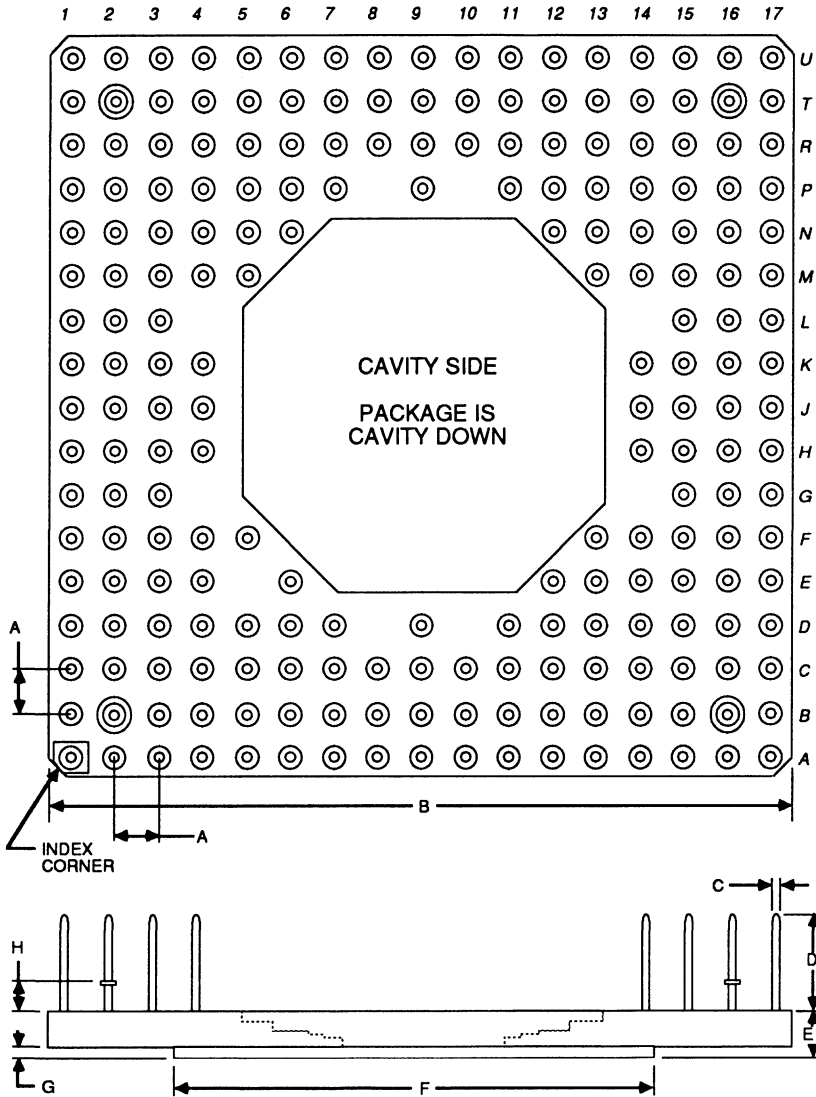 1 2 3 4 5 6 7 8 9 10 11 12 13 14 15 16 17
U
T
R
P
N
M
L
CAVITY SIDE
K
PACKAGE IS
J
CAVITY DOWN
H
G
F
E
A
D
C
B
A
B
A
INDEX
CORNER
C
H
D
E
G
F